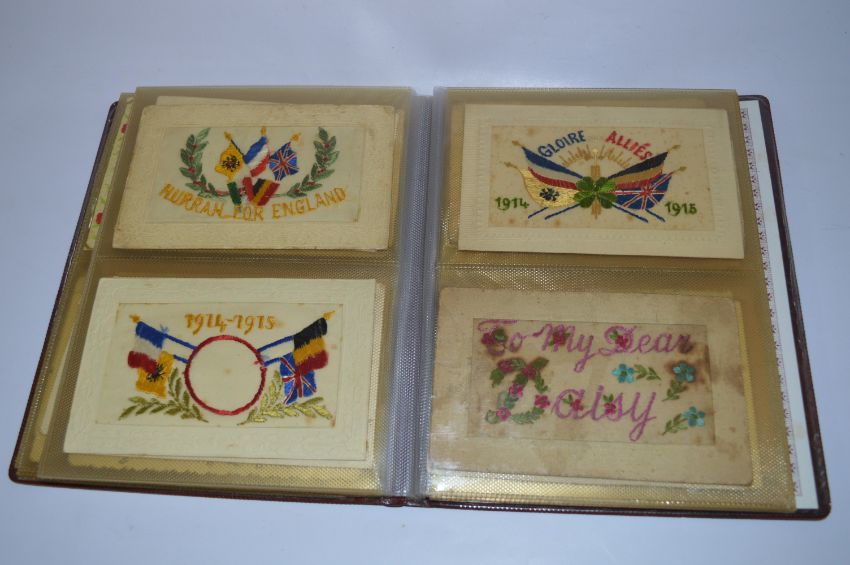 HURRAH FOR ENGLAND
1914-1915
GLOIRE ALLIÉS
1914 1915
To My Dear
Daisy